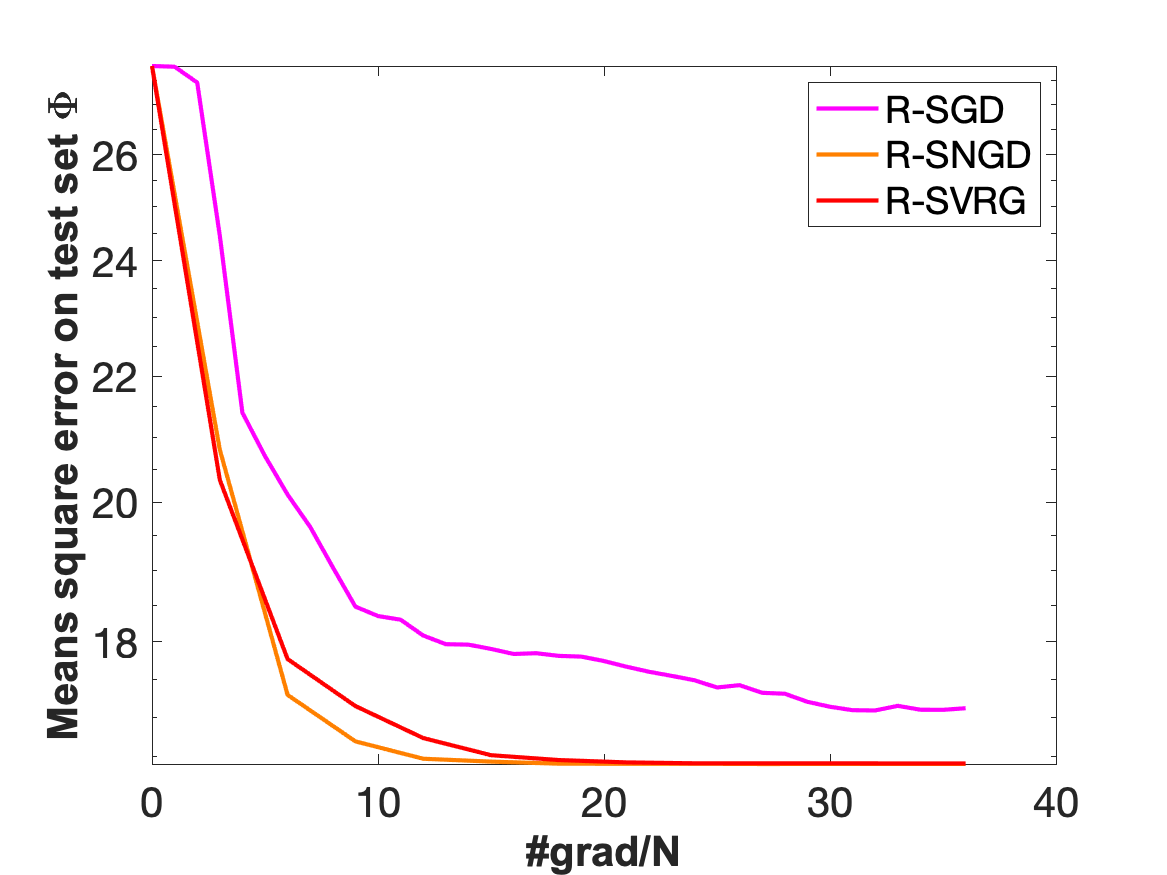 Means square error on test set Φ
26
24
22
20
18
R-SGD
R-SNGD
R-SVRG
0 10 20 30 40
#grad/N